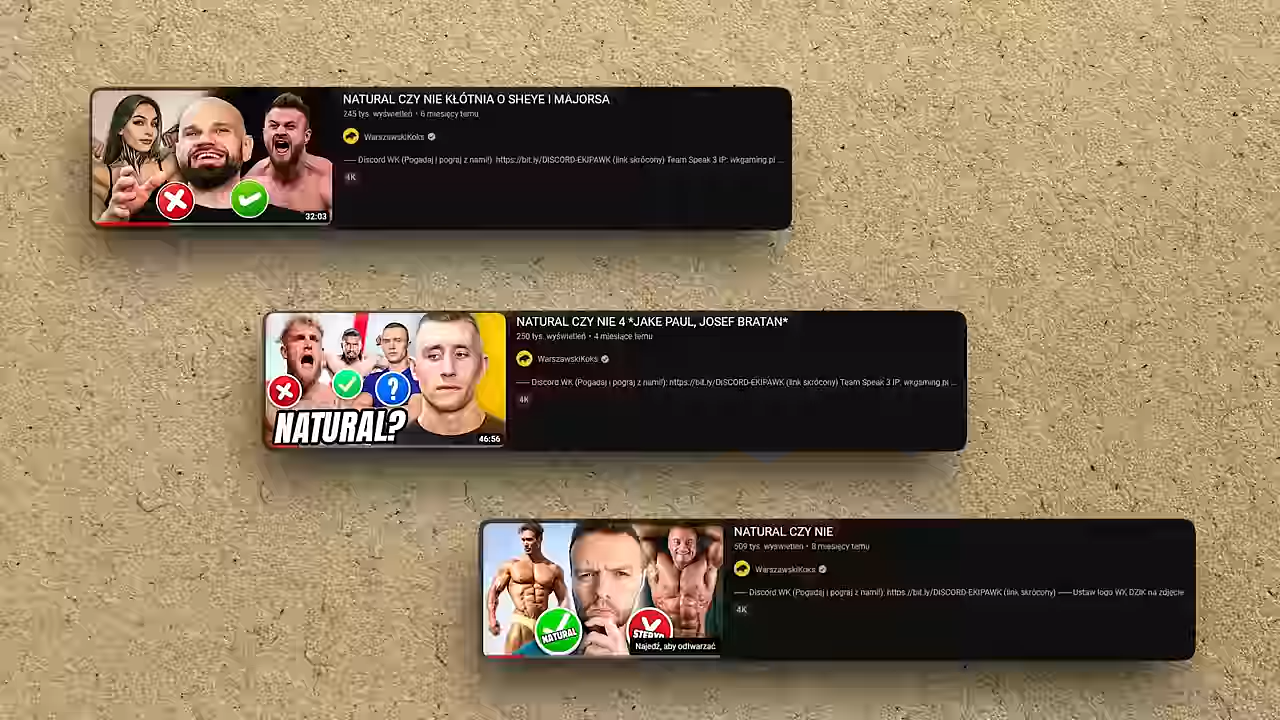 NATURAL CZY NIE KŁÓTNIA O SHEYE I MAJORSA
245 tys. wyświetleń • 6 miesięcy temu
WarszawskiKoks
----- Discord WK (Pogadaj i pograj z nami!) https://bit.ly/DISCORD-EKIPAWK (link skrócony) Team Speak 3 IP: wkgaming.pl ...
4K
32:03
NATURAL CZY NIE 4 *JAKE PAUL, JOSEF BRATAN*
250 tys. wyświetleń • 4 miesiące temu
WarszawskiKoks
----- Discord WK (Pogadaj i pograj z nami!): https://bit.ly/DISCORD-EKIPAWK (link skrócony) Team Speak 3 IP: wkgaming.pl ...
4K
?
NATURAL?
46:56
NATURAL CZY NIE
509 tys. wyświetleń • 8 miesięcy temu
WarszawskiKoks
----- Discord WK (Pogadaj i pograj z nami!): https://bit.ly/DISCORD-EKIPAWK (link skrócony) ----- Ustaw logo WK DZIK na zdjęcie
4K
NATURAL
Najedź, aby odtwarzać